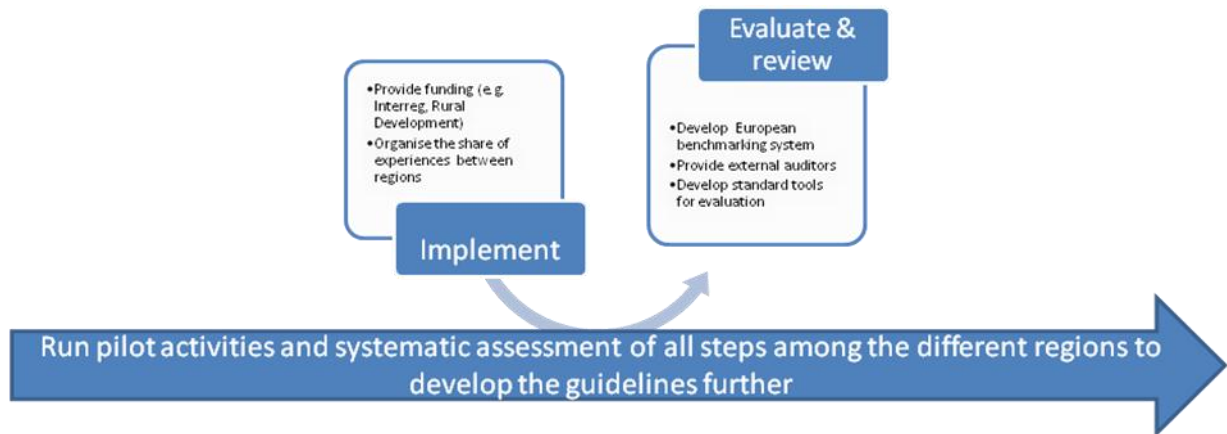 •Provide funding (e.g.
Interreg, Rural
Development)
•Organise the share of
experiences between
regions
Implement
Evaluate &
review
•Develop European
benchmarking system
•Provide external auditors
•Develop standard tools
for evaluation
Run pilot activities and systematic assessment of all steps among the different regions to
develop the guidelines further